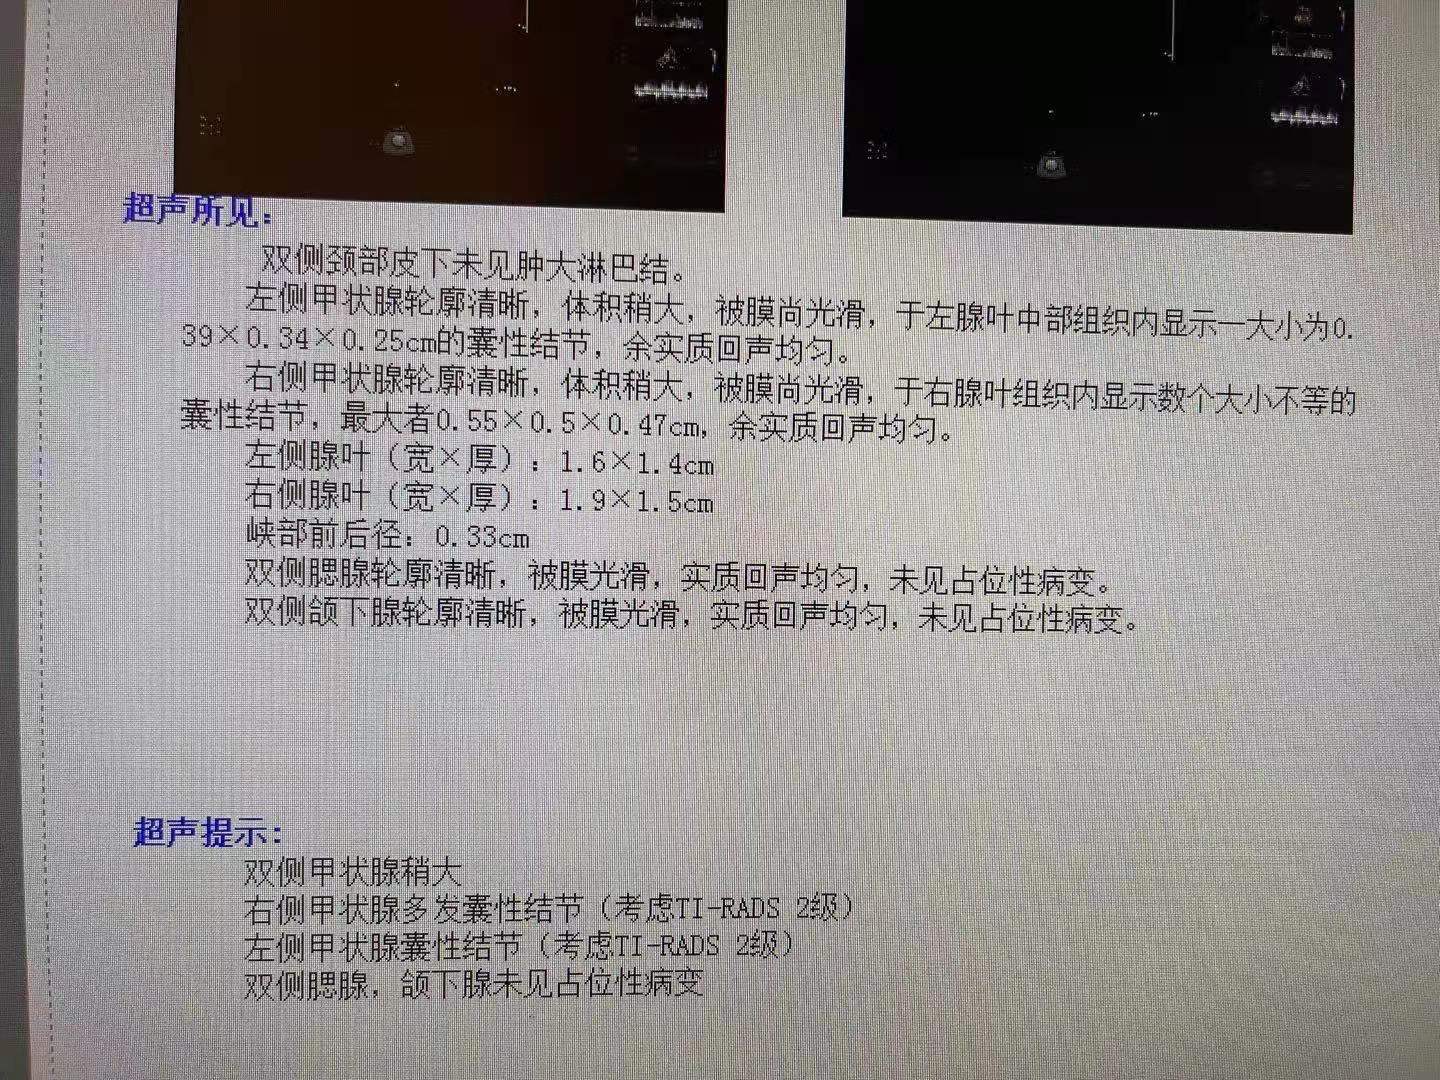 超声所见：
双侧颈部皮下未见肿大淋巴结。
左侧甲状腺轮廓清晰，体积稍大，被膜尚光滑，于左腺叶中部组织内显示一大小为0.
39×0.34×0.25cm的囊性结节，余实质回声均匀。
右侧甲状腺轮廓清晰，体积稍大，被膜尚光滑，于右腺叶组织内显示数个大小不等的
囊性结节，最大者0.55×0.5×0.47cm，余实质回声均匀。
左侧腺叶（宽×厚）：1.6×1.4cm
右侧腺叶（宽×厚）：1.9×1.5cm
峡部前后径：0.33cm
双侧腮腺轮廓清晰，被膜光滑，实质回声均匀，未见占位性病变。
双侧颌下腺轮廓清晰，被膜光滑，实质回声均匀，未见占位性病变。
超声提示：
双侧甲状腺稍大
右侧甲状腺多发囊性结节（考虑TI-RADS 2级）
左侧甲状腺囊性结节（考虑TI-RADS 2级）
双侧腮腺，颌下腺未见占位性病变